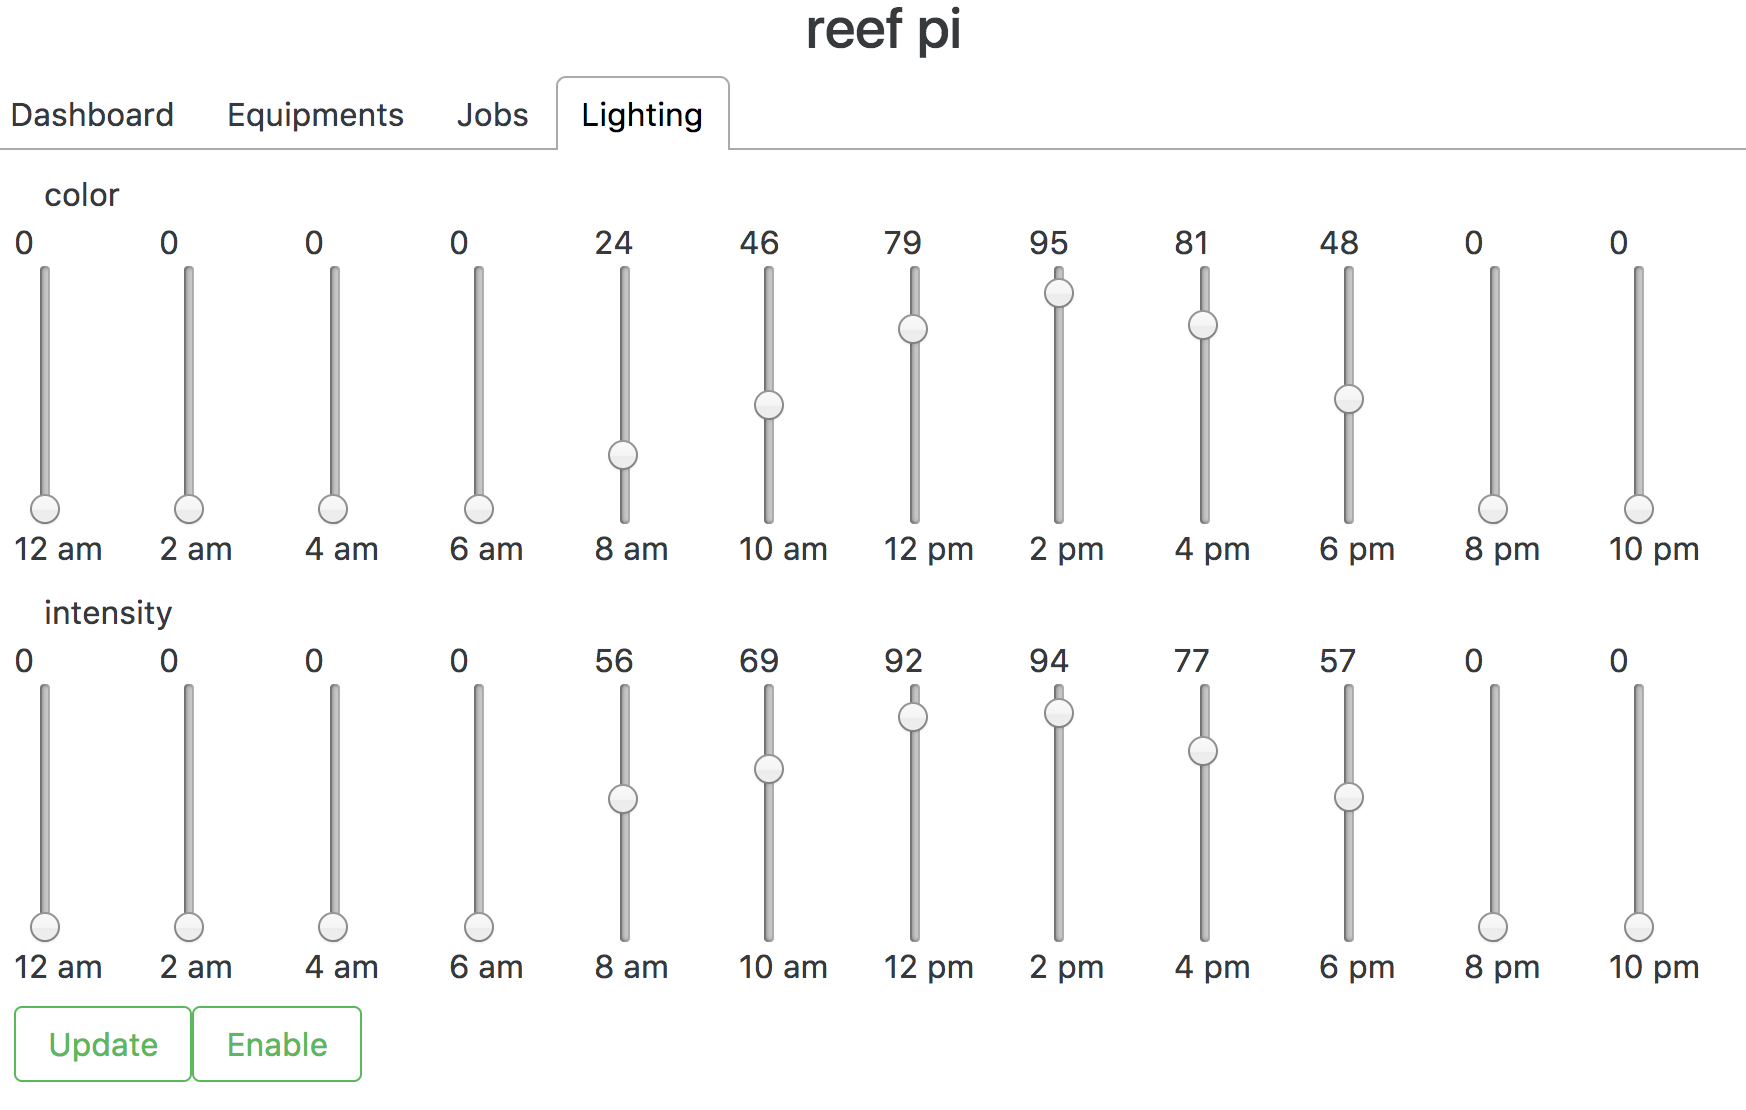 reef pi
Dashboard Equipments Jobs Lighting
color
0 0 0 0 24 46 79 95 81 48 0 0
12 am 2 am 4 am 6 am 8 am 10 am 12 pm 2 pm 4 pm 6 pm 8 pm 10 pm
intensity
0 0 0 0 56 69 92 94 77 57 0 0
12 am 2 am 4 am 6 am 8 am 10 am 12 pm 2 pm 4 pm 6 pm 8 pm 10 pm
Update Enable